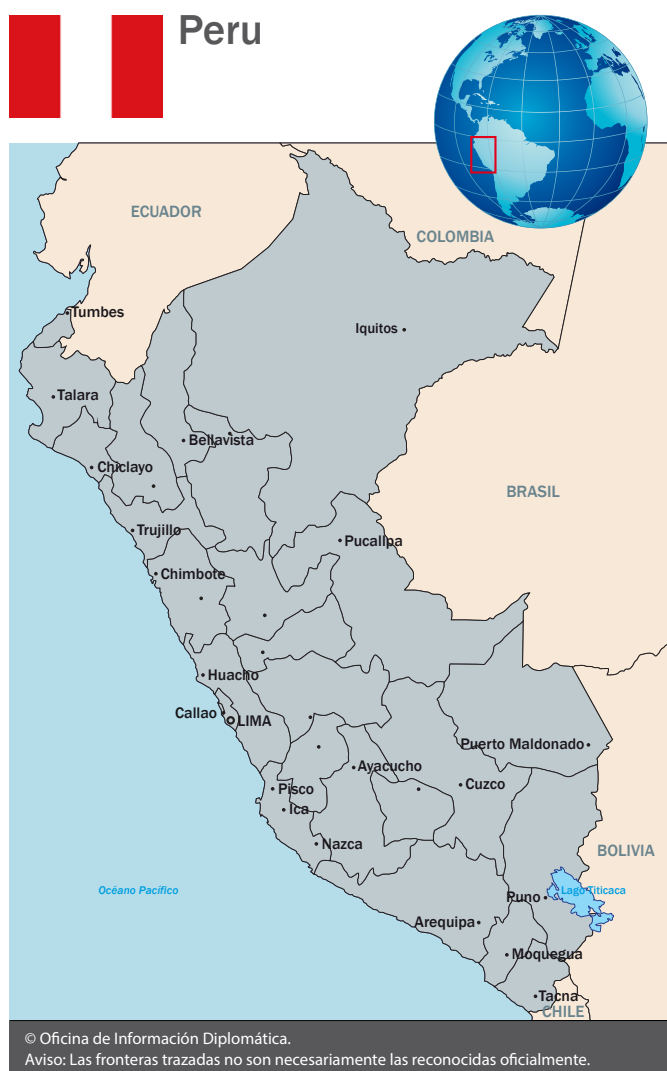 Peru
ECUADOR
COLOMBIA
Tumbes
Iquitos
Talara
Bellavista
Chiclayo
BRASIL
Trujillo
Pucallpa
Chimbote
Huacho
Callao
LIMA
Puerto Maldonado
Ayacucho
Cuzco
Pisco
Ica
Nazca
BOLIVIA
Océano Pacífico
Lago Titicaca
Puno
Arequipa
Moquegua
Tacna
CHILE
© Oficina de Información Diplomática.
Aviso: Las fronteras trazadas no son necesariamente las reconocidas oficialmente.